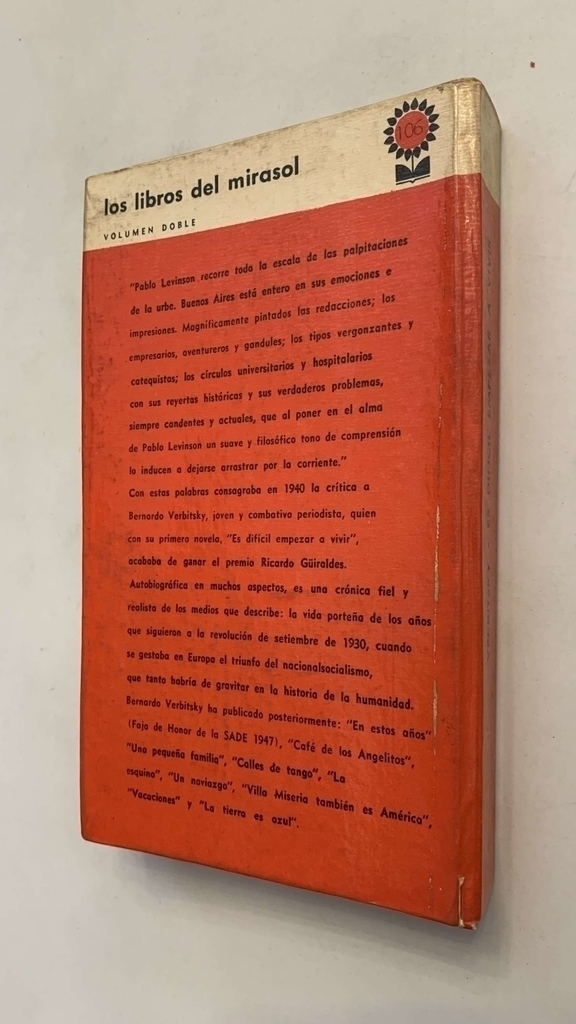 106
los libros del mirasol
VOLUMEN DOBLE
"Pablo Levinson recorre toda la escala de las palpitaciones
de la urbe. Buenos Aires está entero en sus emociones e
impresiones. Magníficamente pintados las redacciones; los
empresarios, aventureros y gandules; los tipos vergonzantes y
catequistas; los círculos universitarios y hospitalarios
con sus reyertas históricas y sus verdaderos problemas,
siempre candentes y actuales, que al poner en el alma
de Pablo Levinson un suave y filosófico tono de comprensión
lo inducen a dejarse arrastrar por la corriente."
Con estas palabras consagraba en 1940 la crítica a
Bernardo Verbitsky, joven y combativo periodista, quien
con su primera novela, "Es difícil empezar a vivir",
acababa de ganar el premio Ricardo Güiraldes.
Autobiográfica en muchos aspectos, es una crónica fiel y
realista de los medios que describe: la vida porteña de los años
que siguieron a la revolución de setiembre de 1930, cuando
se gestaba en Europa el triunfo del nacionalsocialismo,
que tanto habría de gravitar en la historia de la humanidad.
Bernardo Verbitsky ha publicado posteriormente: "En estos años"
(Faja de Honor de la SADE 1947), "Café de los Angelitos",
"Una pequeña familia", "Calles de tango", "La
esquina", "Un noviazgo", "Villa Miseria también es América",
"Vacaciones" y "La tierra es azul".
VERBITSKY ES DIFICIL EMPEZAR A VIVIR